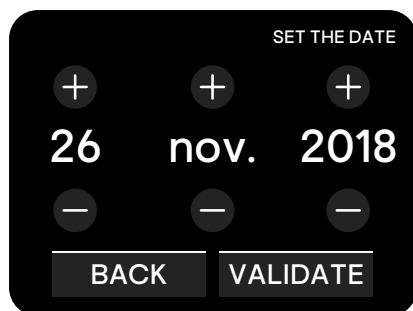 SET THE DATE
+ + +
26 nov. 2018
− − −
BACK VALIDATE